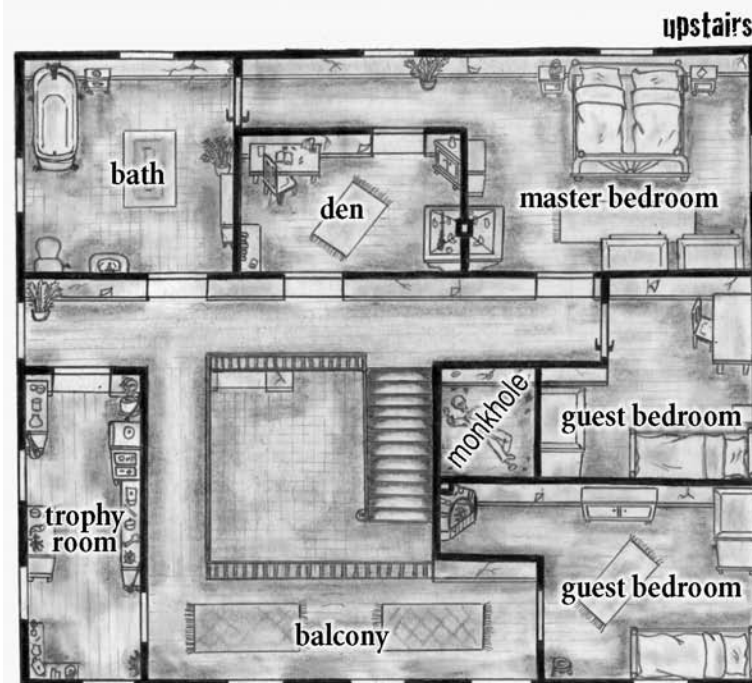 upstairs
bath
den
master bedroom
monkhole
guest bedroom
trophy
room
guest bedroom
balcony